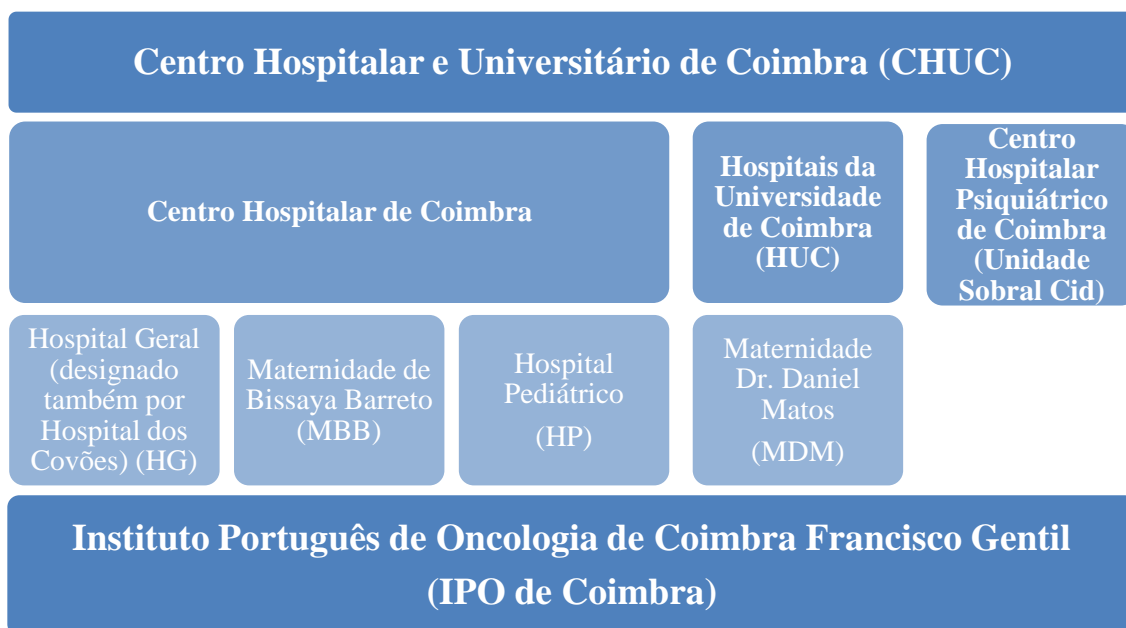 Centro Hospitalar e Universitário de Coimbra (CHUC)
Centro Hospitalar de Coimbra
Hospitais da
Universidade
de Coimbra
(HUC)
Centro
Hospitalar
Psiquiátrico
de Coimbra
(Unidade
Sobral Cid)
Hospital Geral
(designado
também por
Hospital dos
Covões) (HG)
Maternidade de
Bissaya Barreto
(MBB)
Hospital
Pediátrico
(HP)
Maternidade
Dr. Daniel
Matos
(MDM)
Instituto Português de Oncologia de Coimbra Francisco Gentil
(IPO de Coimbra)